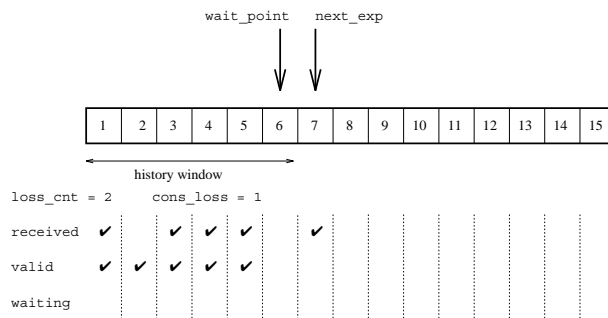 wait_point next_exp
1 2 3 4 5 6 7 8 9 10 11 12 13 14 15
history window
loss_cnt = 2 cons_loss = 1
received ✔ ✔ ✔ ✔ ✔
valid ✔ ✔ ✔ ✔ ✔
waiting